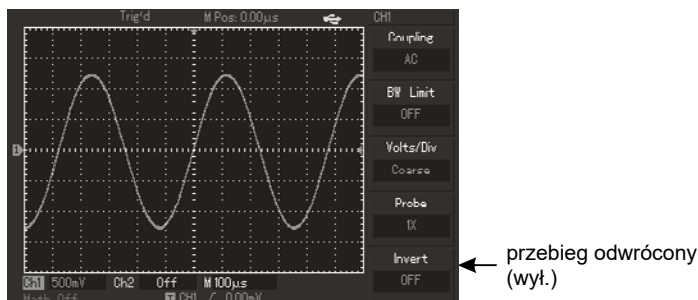 Trig'd M Pos: 0.00µs CH1
Coupling
AC
BW Limit
OFF
1
Volts/Div
Coarse
Probe
1X
Invert
OFF
przebieg odwrócony
(wył.)
Ch1 500mV Ch2 Off M 100µs
Math Off T CH1 / 0.00mV